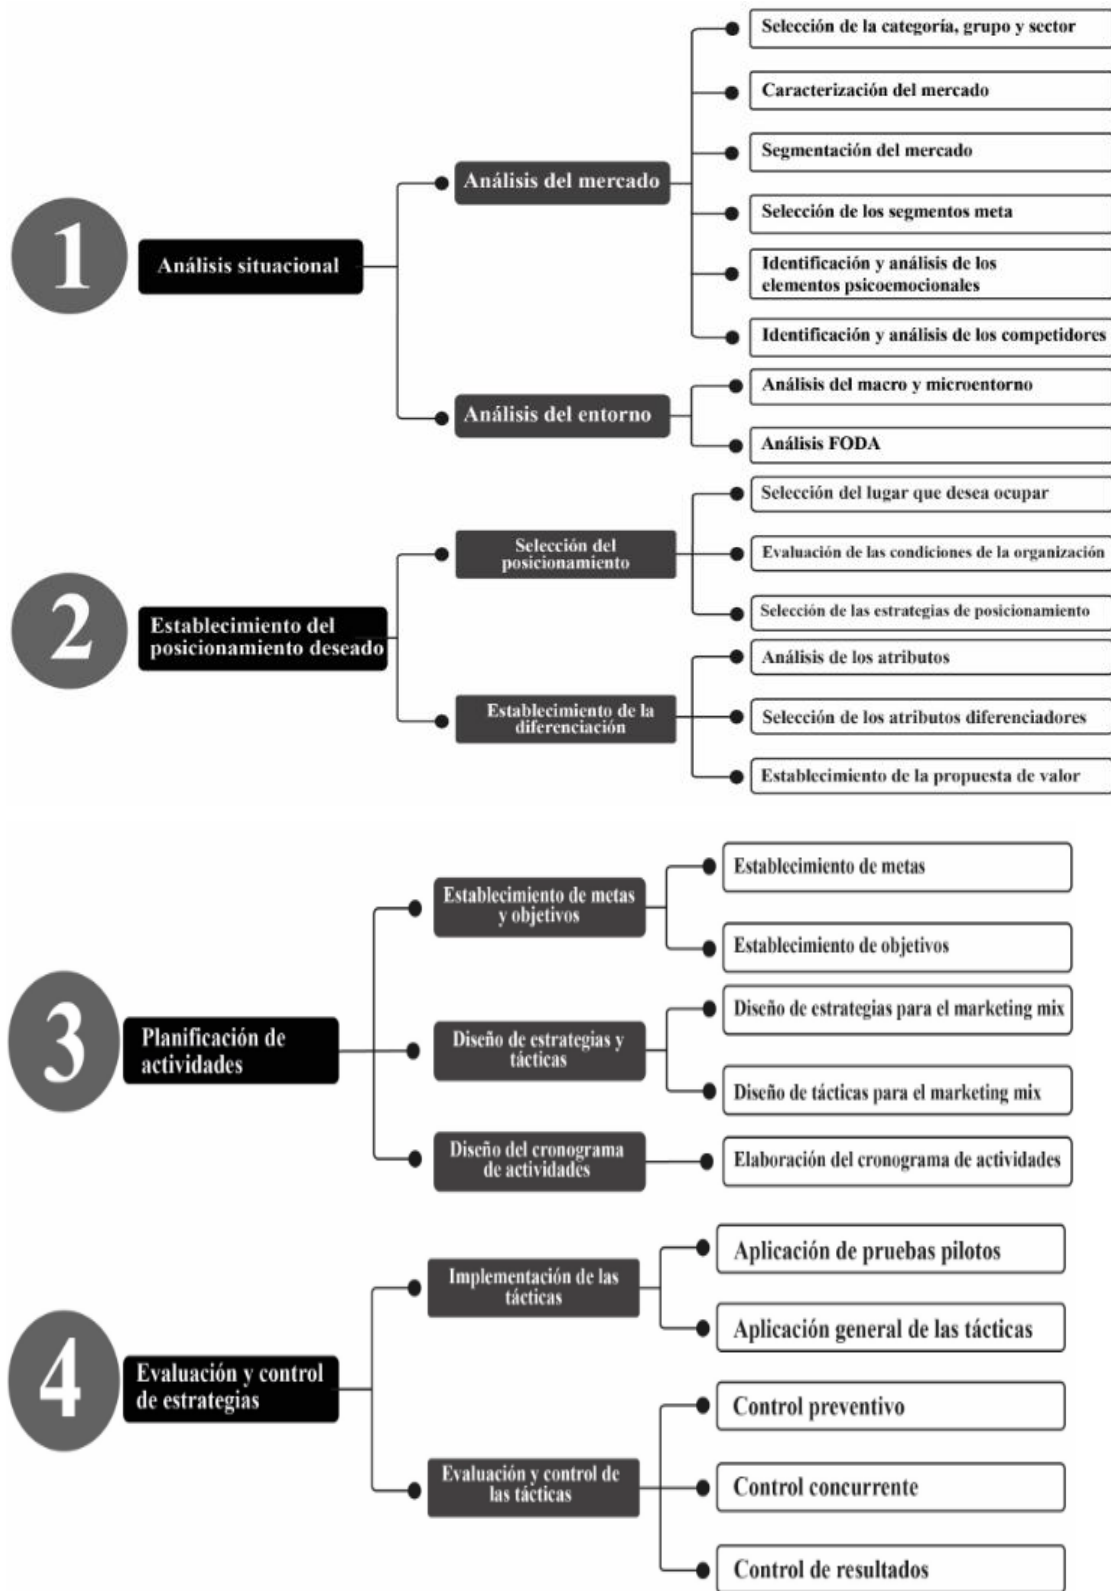 1
Análisis situacional
Análisis del mercado
Selección de la categoría, grupo y sector
Caracterización del mercado
Segmentación del mercado
Selección de los segmentos meta
Identificación y análisis de los
elementos psicoemocionales
Identificación y análisis de los competidores
Análisis del entorno
Análisis del macro y microentorno
Análisis FODA
2
Establecimiento del
posicionamiento deseado
Selección del
posicionamiento
Selección del lugar que desea ocupar
Evaluación de las condiciones de la organización
Selección de las estrategias de posicionamiento
Establecimiento de la
diferenciación
Análisis de los atributos
Selección de los atributos diferenciadores
Establecimiento de la propuesta de valor
3
Planificación de
actividades
Establecimiento de metas
y objetivos
Establecimiento de metas
Establecimiento de objetivos
Diseño de estrategias y
tácticas
Diseño de estrategias para el marketing mix
Diseño de tácticas para el marketing mix
Diseño del cronograma
de actividades
Elaboración del cronograma de actividades
4
Evaluación y control
de estrategias
Implementación de las
tácticas
Aplicación de pruebas pilotos
Aplicación general de las tácticas
Evaluación y control de
las tácticas
Control preventivo
Control concurrente
Control de resultados